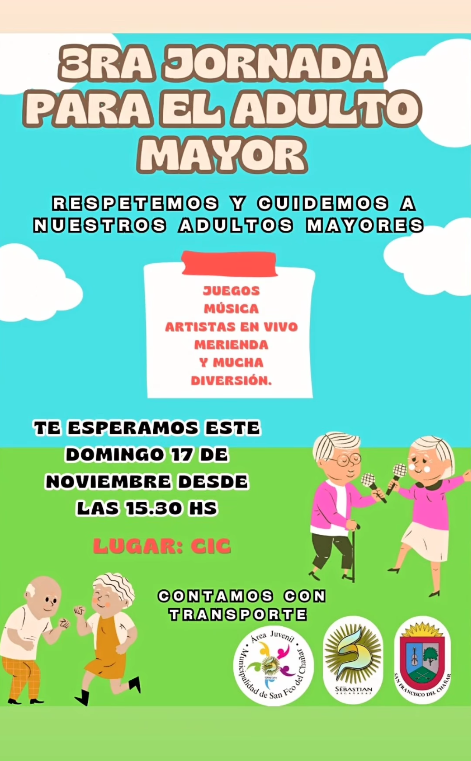 3RA JORNADA
PARA EL ADULTO
MAYOR
RESPETEMOS Y CUIDEMOS A
NUESTROS ADULTOS MAYORES
JUEGOS
MÚSICA
ARTISTAS EN VIVO
MERIENDA
Y MUCHA
DIVERSIÓN.
TE ESPERAMOS ESTE
DOMINGO 17 DE
NOVIEMBRE DESDE
LAS 15.30 HS
LUGAR: CIC
CONTAMOS CON
TRANSPORTE
Área Juvenil
Municipalidad de San Fco del Chañar
SEBASTIAN
SAN FRANCISCO DEL CHAÑAR